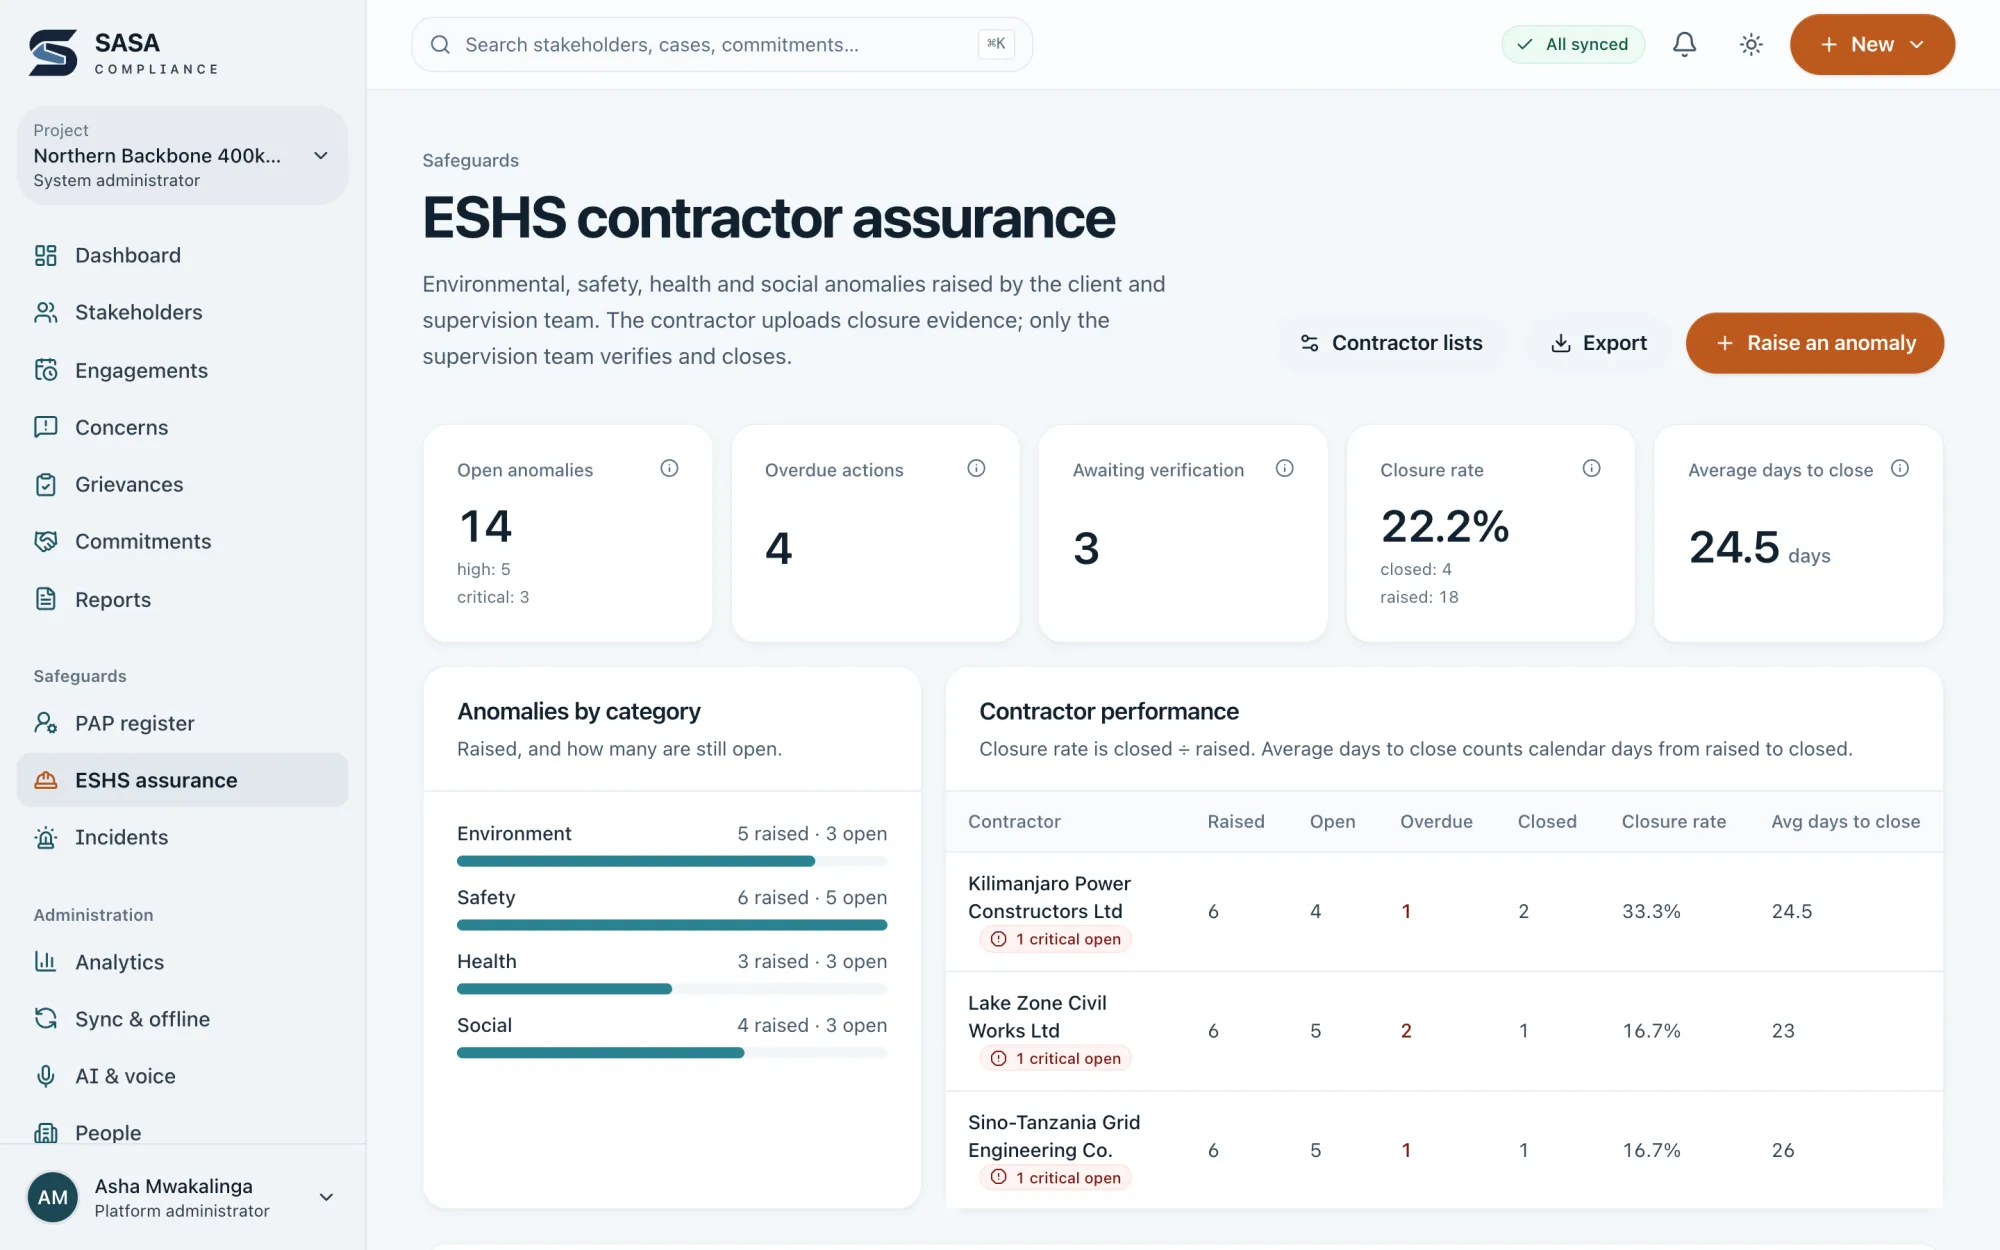 SASA
COMPLIANCE
Project
Northern Backbone 400k...
System administrator
Dashboard
Stakeholders
Engagements
Concerns
Grievances
Commitments
Reports
Safeguards
PAP register
ESHS assurance
Incidents
Administration
Analytics
Sync & offline
AI & voice
People
AM
Asha Mwakalinga
Platform administrator
Search stakeholders, cases, commitments...
⌘K
All synced
New
Safeguards
ESHS contractor assurance
Environmental, safety, health and social anomalies raised by the client and
supervision team. The contractor uploads closure evidence; only the
supervision team verifies and closes.
Contractor lists
Export
Raise an anomaly
Open anomalies
14
high: 5
critical: 3
Overdue actions
4
Awaiting verification
3
Closure rate
22.2%
closed: 4
raised: 18
Average days to close
24.5 days
Anomalies by category
Raised, and how many are still open.
Environment 5 raised · 3 open
Safety 6 raised · 5 open
Health 3 raised · 3 open
Social 4 raised · 3 open
Contractor performance
Closure rate is closed ÷ raised. Average days to close counts calendar days from raised to closed.
Contractor Raised Open Overdue Closed Closure rate Avg days to close
Kilimanjaro Power
Constructors Ltd 6 4 1 2 33.3% 24.5
1 critical open
Lake Zone Civil
Works Ltd 6 5 2 1 16.7% 23
1 critical open
Sino-Tanzania Grid
Engineering Co. 6 5 1 1 16.7% 26
1 critical open